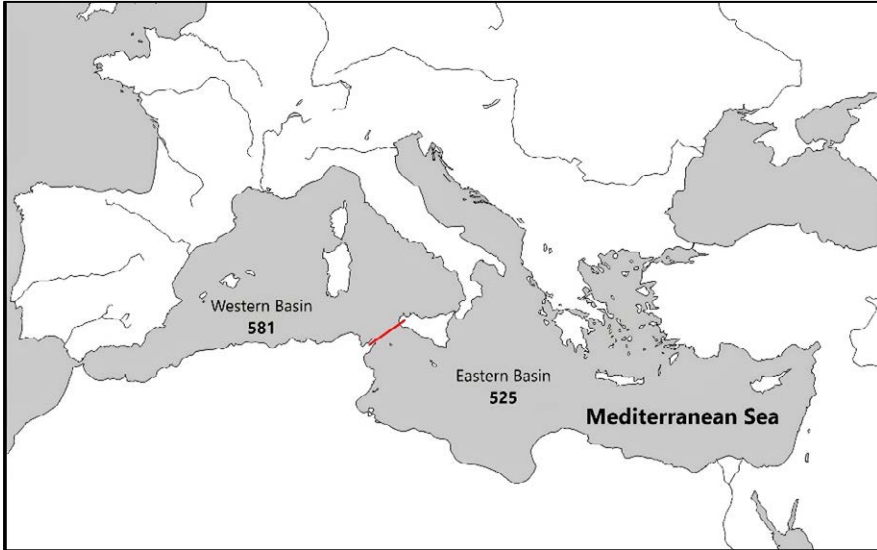 Western Basin
581
Eastern Basin
525
Mediterranean Sea